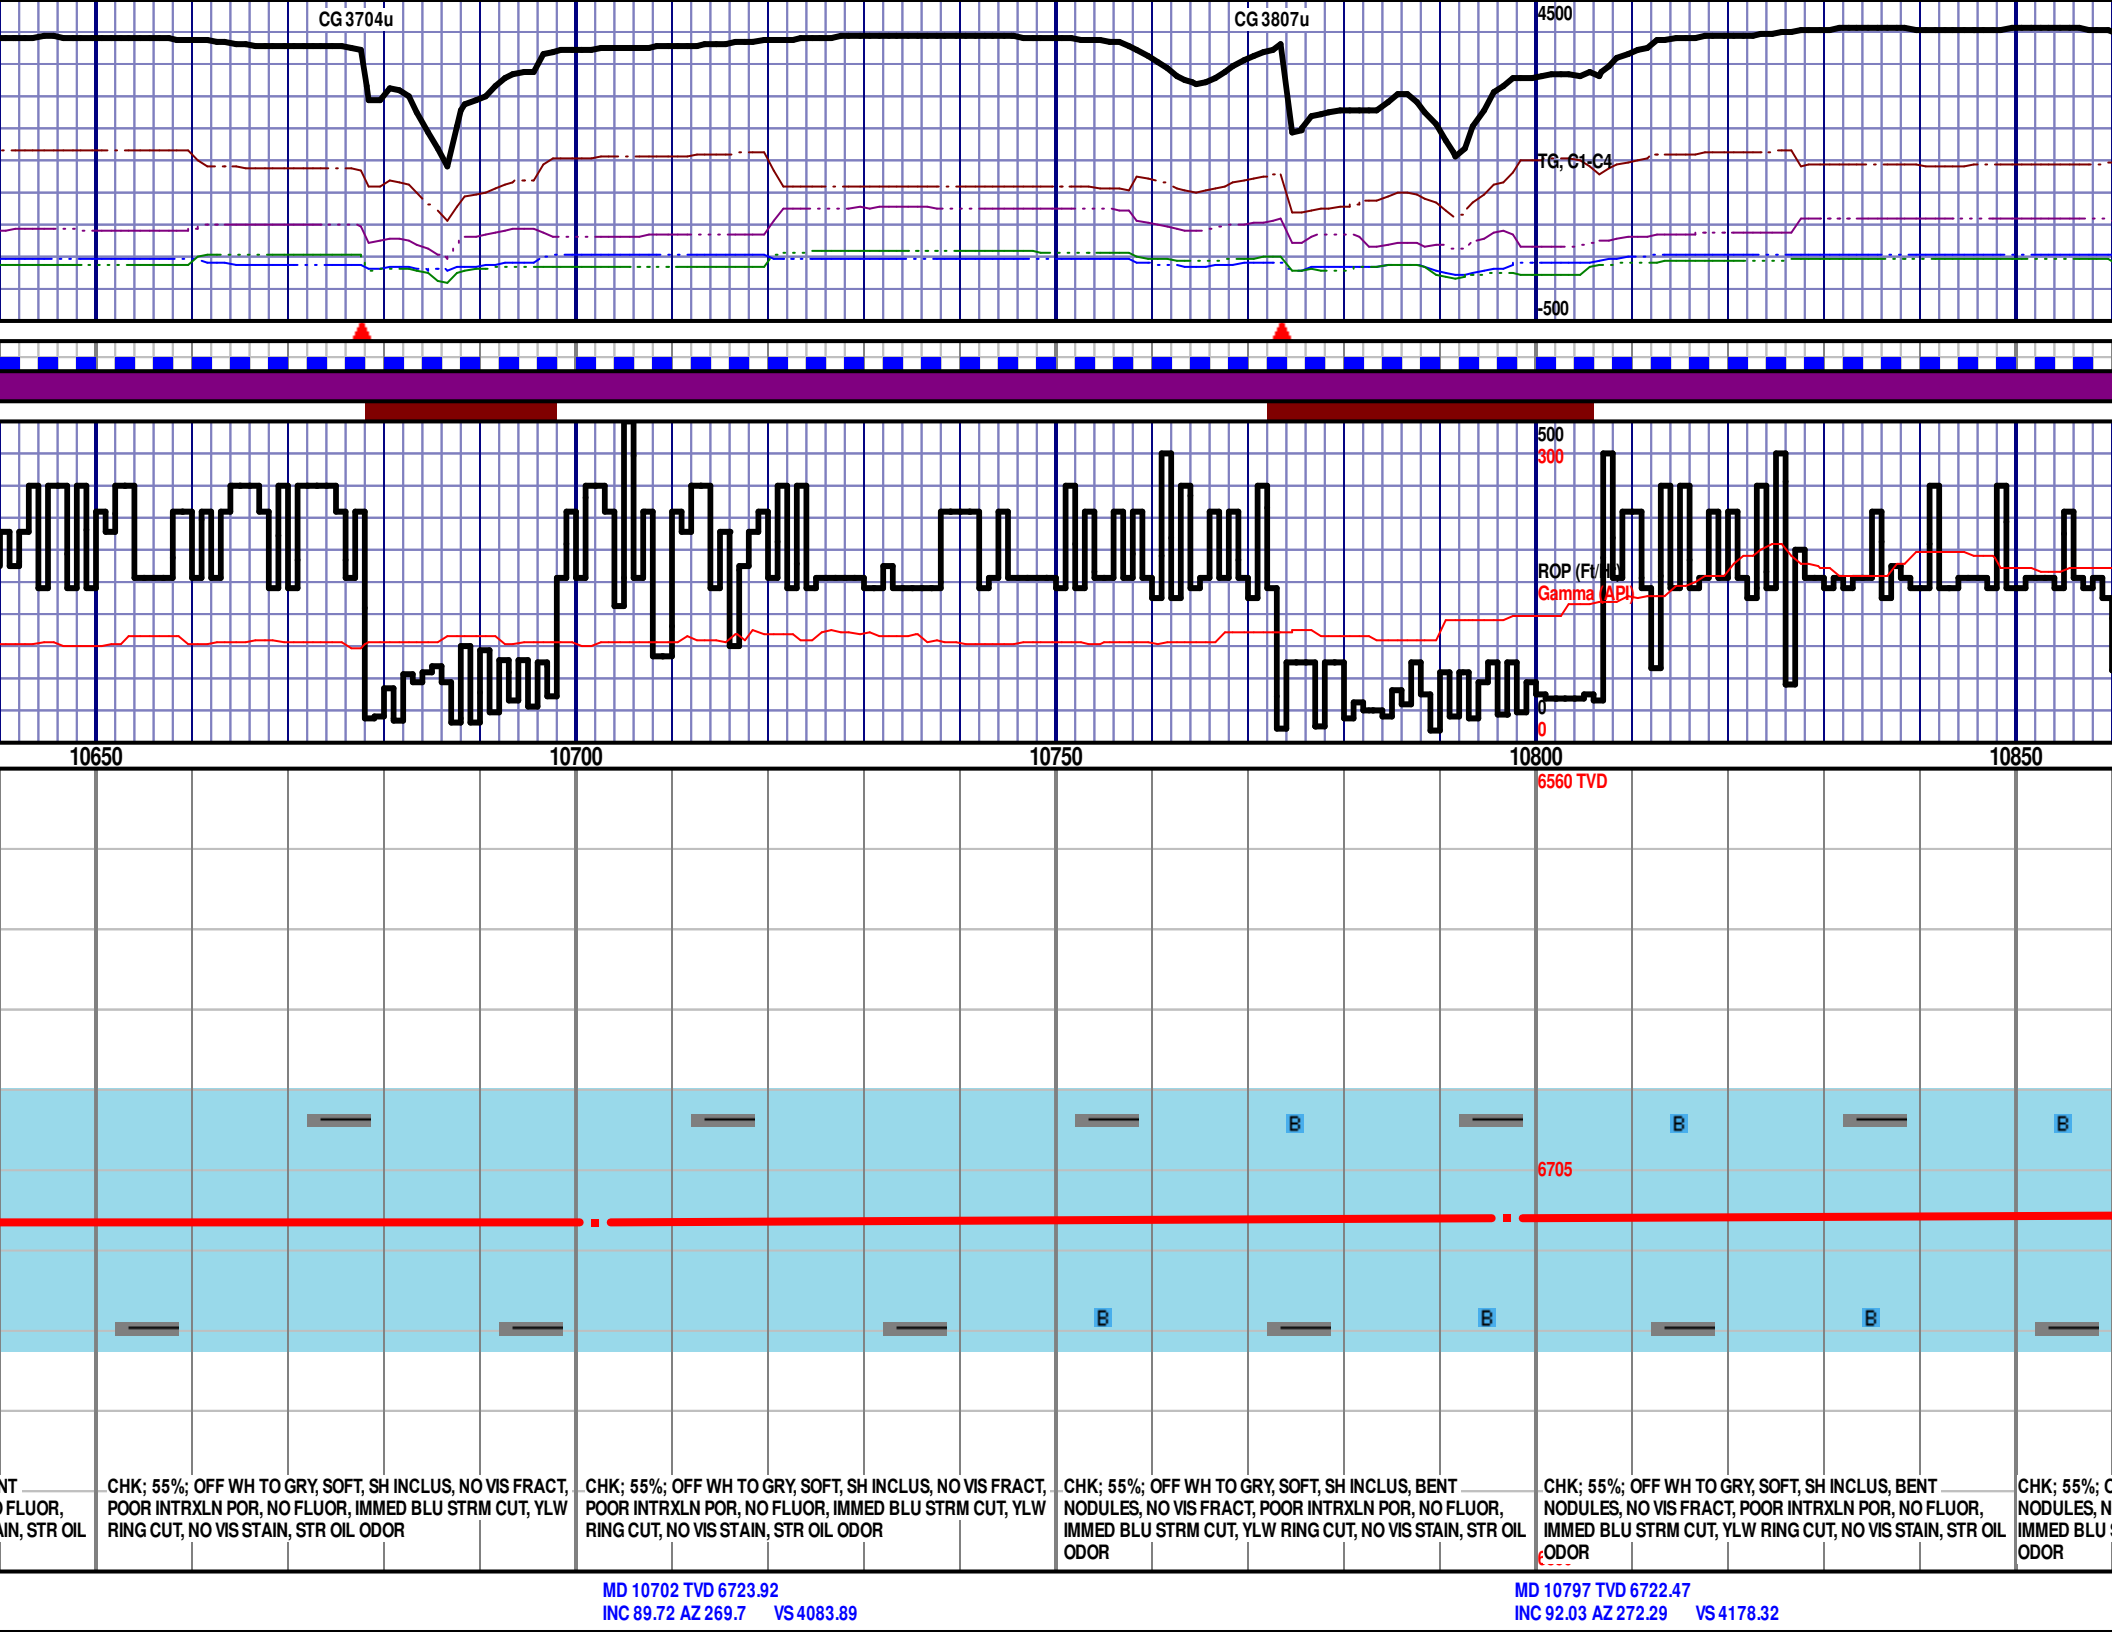 CG 3704u
CG 3807u
4500
TG, C1-C4
-500
500
300
ROP (Ft/Hr)
Gamma (API)
0
0
10650
10700
10750
10800
10850
6560 TVD
B
B
B
6705
B
B
B
NT
FLUOR,
AIN, STR OIL
CHK; 55%; OFF WH TO GRY, SOFT, SH INCLUS, NO VIS FRACT,
POOR INTRXLN POR, NO FLUOR, IMMED BLU STRM CUT, YLW
RING CUT, NO VIS STAIN, STR OIL ODOR
CHK; 55%; OFF WH TO GRY, SOFT, SH INCLUS, NO VIS FRACT,
POOR INTRXLN POR, NO FLUOR, IMMED BLU STRM CUT, YLW
RING CUT, NO VIS STAIN, STR OIL ODOR
CHK; 55%; OFF WH TO GRY, SOFT, SH INCLUS, BENT
NODULES, NO VIS FRACT, POOR INTRXLN POR, NO FLUOR,
IMMED BLU STRM CUT, YLW RING CUT, NO VIS STAIN, STR OIL
ODOR
CHK; 55%; OFF WH TO GRY, SOFT, SH INCLUS, BENT
NODULES, NO VIS FRACT, POOR INTRXLN POR, NO FLUOR,
IMMED BLU STRM CUT, YLW RING CUT, NO VIS STAIN, STR OIL
ODOR
CHK; 55%; O
NODULES, N
IMMED BLU
ODOR
MD 10702 TVD 6723.92
INC 89.72 AZ 269.7 VS 4083.89
MD 10797 TVD 6722.47
INC 92.03 AZ 272.29 VS 4178.32